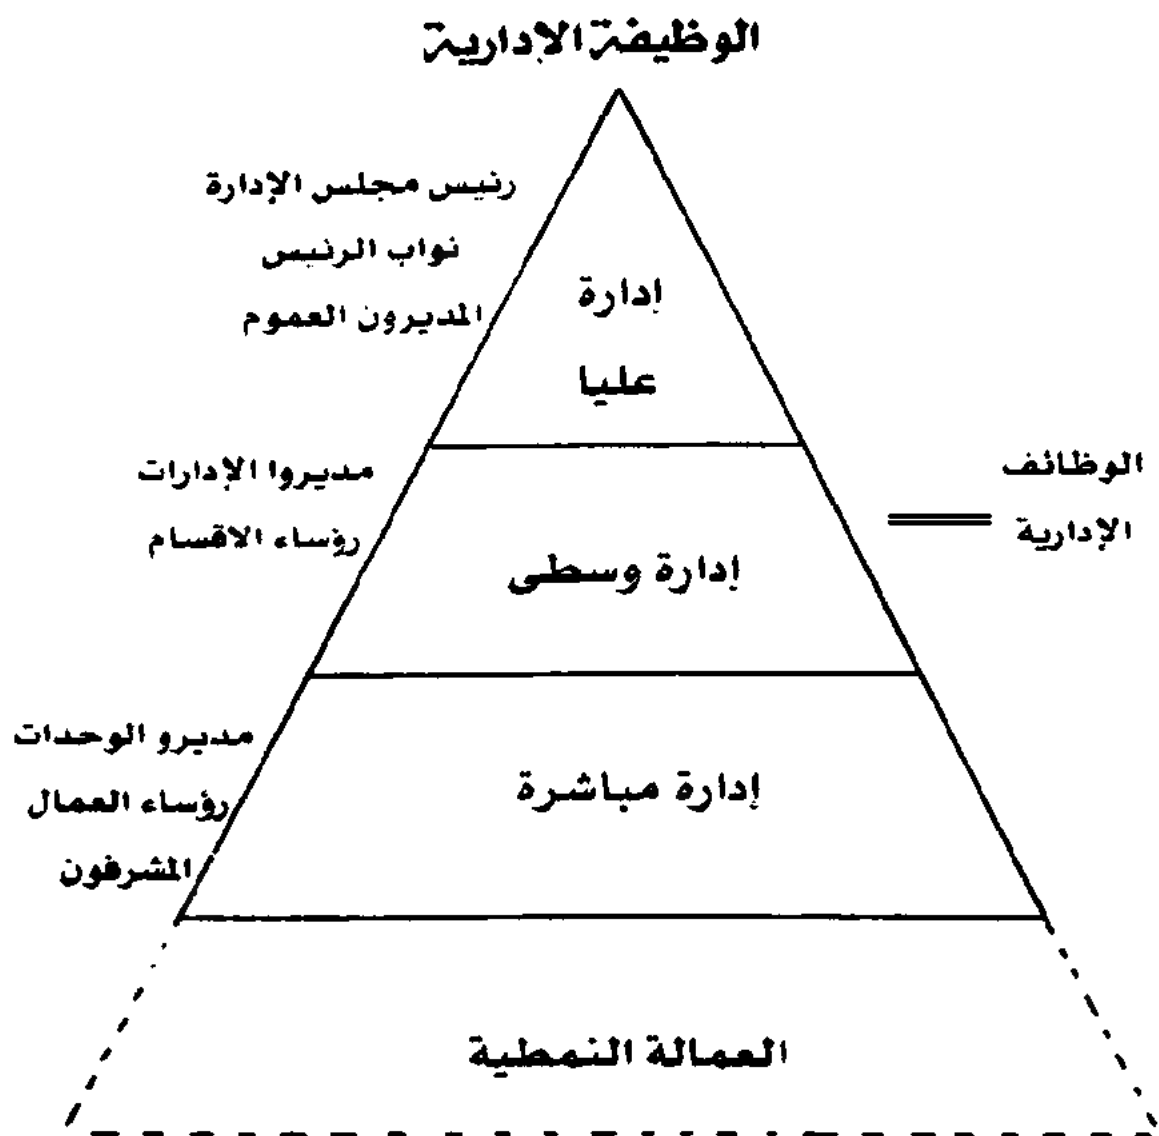 الوظيفة الإدارية
رئيس مجلس الإدارة
نواب الرئيس
المديرون العموم
إدارة
عليا
مديروا الإدارات
رؤساء الاقسام
الوظائف
الإدارية
إدارة وسطى
مديرو الوحدات
رؤساء العمال
المشرفون
إدارة مباشرة
العمالة النمطية